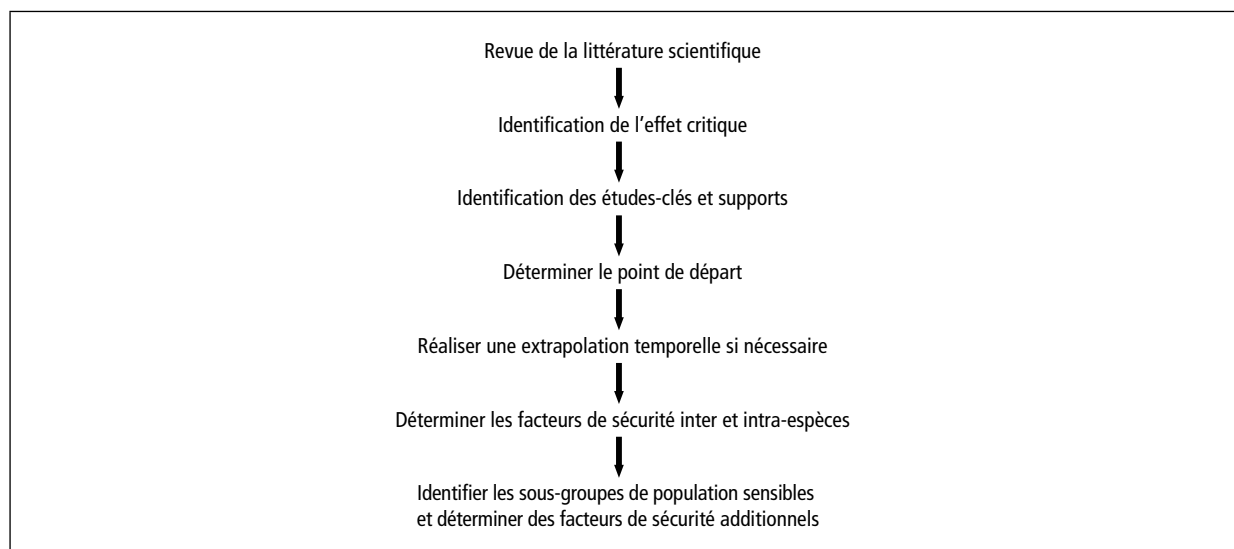 Revue de la littérature scientifique
Identification de l’effet critique
Identification des études-clés et supports
Déterminer le point de départ
Réaliser une extrapolation temporelle si nécessaire
Déterminer les facteurs de sécurité inter et intra-espèces
Identifier les sous-groupes de population sensibles
et déterminer des facteurs de sécurité additionnels